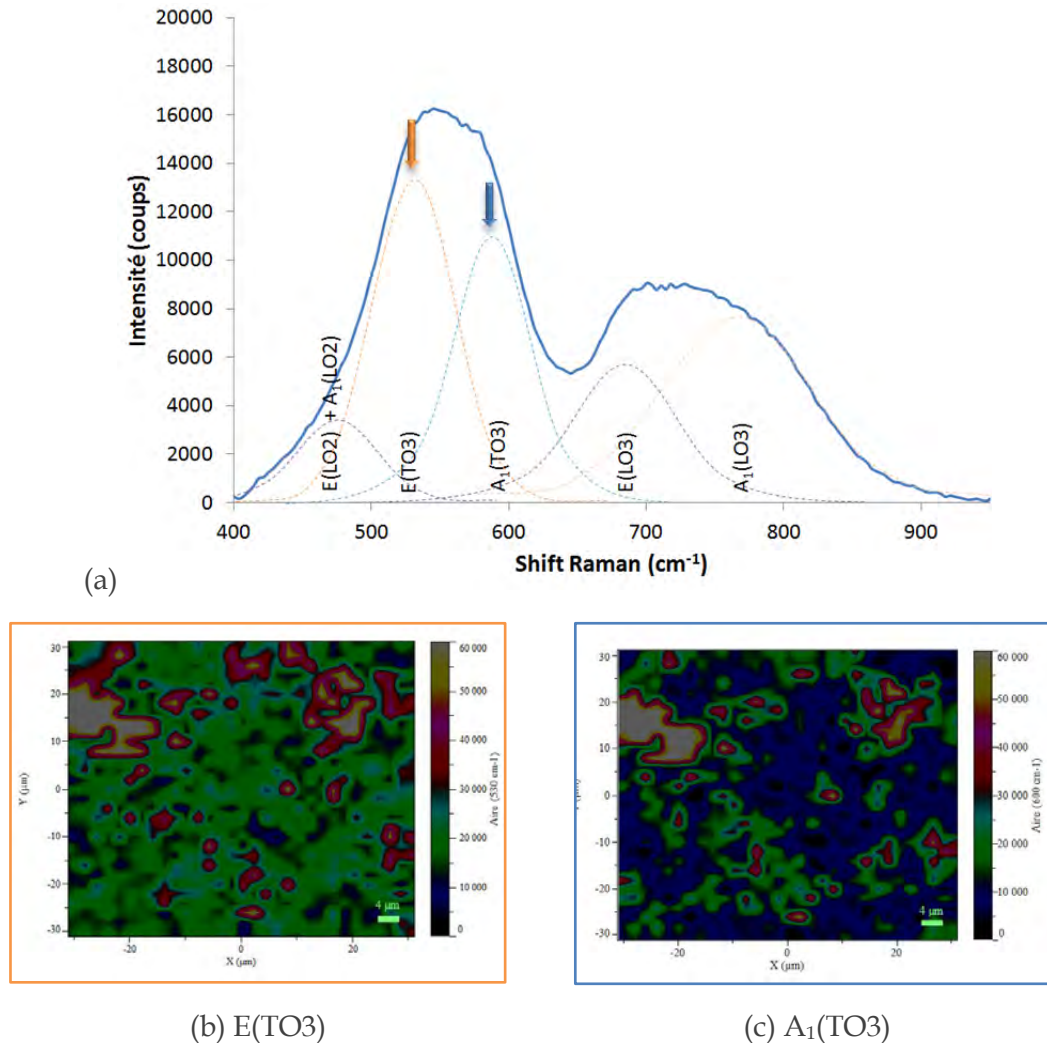 20000
18000
16000
14000
12000
10000
8000
6000
4000
2000
0
Intensité (coups)
E(LO2) + A₁(LO2)
E(TO3)
A₁(TO3)
E(LO3)
A₁(LO3)
400 500 600 700 800 900
Shift Raman (cm⁻¹)
(a)
30
20
10
0
-10
-20
-30
Y (µm)
-20 0 20
X (µm)
4 µm
60 000
50 000
40 000
30 000
20 000
10 000
0
Aire (530 cm-1)
30
20
10
0
-10
-20
-30
-20 0 20
X (µm)
4 µm
60 000
50 000
40 000
30 000
20 000
10 000
0
Aire (600 cm-1)
(b) E(TO3)
(c) A₁(TO3)